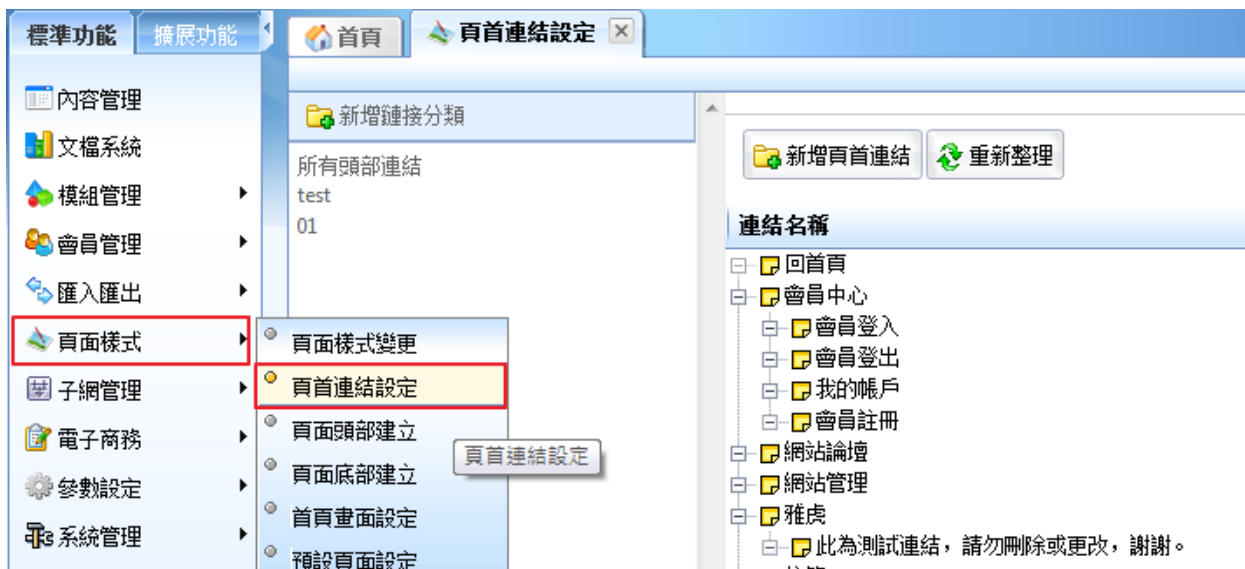 標準功能 擴展功能
首頁 頁首連結設定
內容管理
文檔系統
模組管理
會員管理
匯入匯出
頁面樣式
子網管理
電子商務
參數設定
系統管理
頁面樣式變更
頁首連結設定
頁面頭部建立
頁面底部建立
首頁畫面設定
預設頁面設定
頁首連結設定
新增鏈接分類
所有頭部連結
test
01
新增頁首連結 重新整理
連結名稱
回首頁
會員中心
會員登入
會員登出
我的帳戶
會員註冊
網站論壇
網站管理
雅虎
此為測試連結，請勿刪除或更改，謝謝。